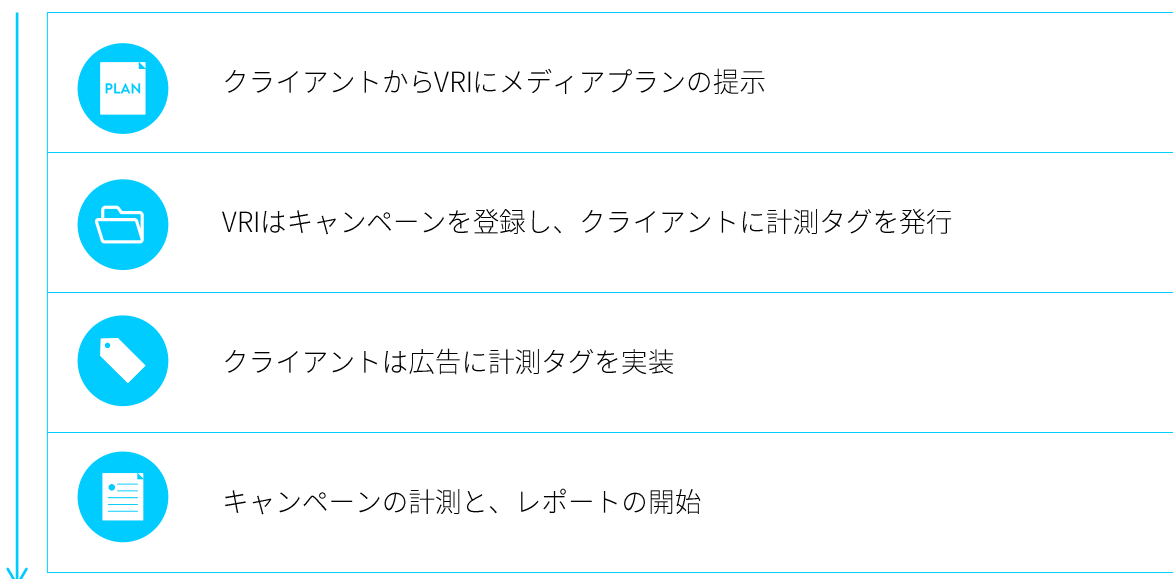 PLAN
クライアントからVRIにメディアプランの提示
VRIはキャンペーンを登録し、クライアントに計測タグを発行
クライアントは広告に計測タグを実装
キャンペーンの計測と、レポートの開始